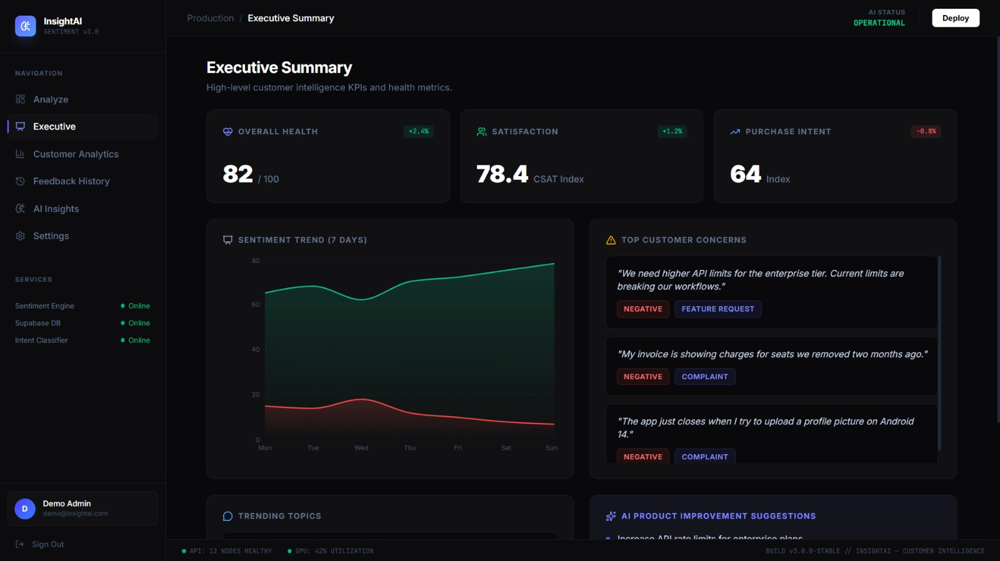 InsightAI
SENTIMENT v3.0
NAVIGATION
Analyze
Executive
Customer Analytics
Feedback History
AI Insights
Settings
SERVICES
Sentiment Engine Online
Supabase DB Online
Intent Classifier Online
D
Demo Admin
demo@insightai.com
Sign Out
Production / Executive Summary
AI STATUS
OPERATIONAL
Deploy
Executive Summary
High-level customer intelligence KPIs and health metrics.
OVERALL HEALTH +2.4%
82 / 100
SATISFACTION +1.2%
78.4 CSAT Index
PURCHASE INTENT -0.8%
64 Index
SENTIMENT TREND (7 DAYS)
80
60
40
20
0
Mon Tue Wed Thu Fri Sat Sun
TOP CUSTOMER CONCERNS
"We need higher API limits for the enterprise tier. Current limits are
breaking our workflows."
NEGATIVE FEATURE REQUEST
"My invoice is showing charges for seats we removed two months ago."
NEGATIVE COMPLAINT
"The app just closes when I try to upload a profile picture on Android
14."
NEGATIVE COMPLAINT
TRENDING TOPICS
AI PRODUCT IMPROVEMENT SUGGESTIONS
Increase API rate limits for enterprise plans
API: 12 NODES HEALTHY GPU: 42% UTILIZATION
BUILD v3.0.0-STABLE // INSIGHTAI — CUSTOMER INTELLIGENCE